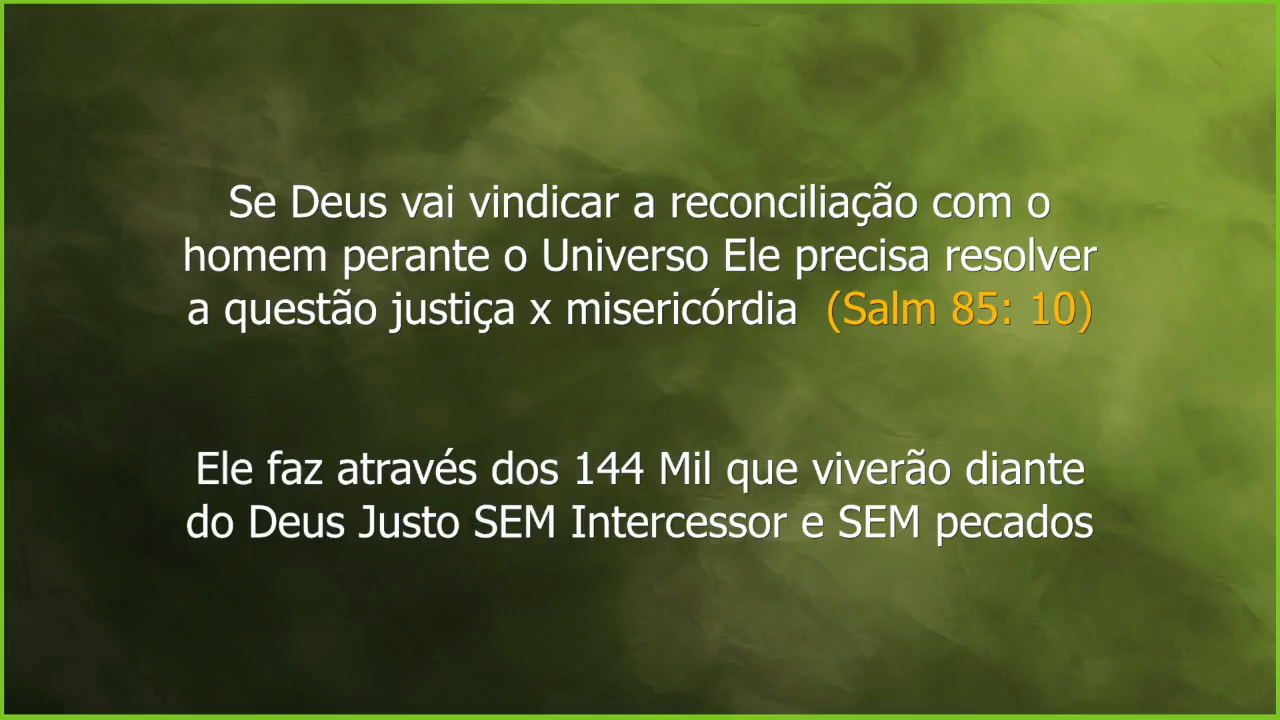 Se Deus vai vindicar a reconciliação com o
homem perante o Universo Ele precisa resolver
a questão justiça x misericórdia  (Salm 85: 10)
Ele faz através dos 144 Mil que viverão diante
do Deus Justo SEM Intercessor e SEM pecados